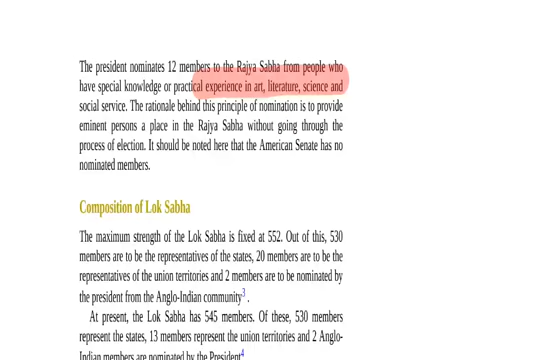 The president nominates 12 members to the Rajya Sabha from people who
have special knowledge or practical experience in art, literature, science and
social service. The rationale behind this principle of nomination is to provide
eminent persons a place in the Rajya Sabha without going through the
process of election. It should be noted here that the American Senate has no
nominated members.
Composition of Lok Sabha
The maximum strength of the Lok Sabha is fixed at 552. Out of this, 530
members are to be the representatives of the states, 20 members are to be the
representatives of the union territories and 2 members are to be nominated by
the president from the Anglo-Indian community3 .
At present, the Lok Sabha has 545 members. Of these, 530 members
represent the states, 13 members represent the union territories and 2 Anglo-
Indian members are nominated by the President4